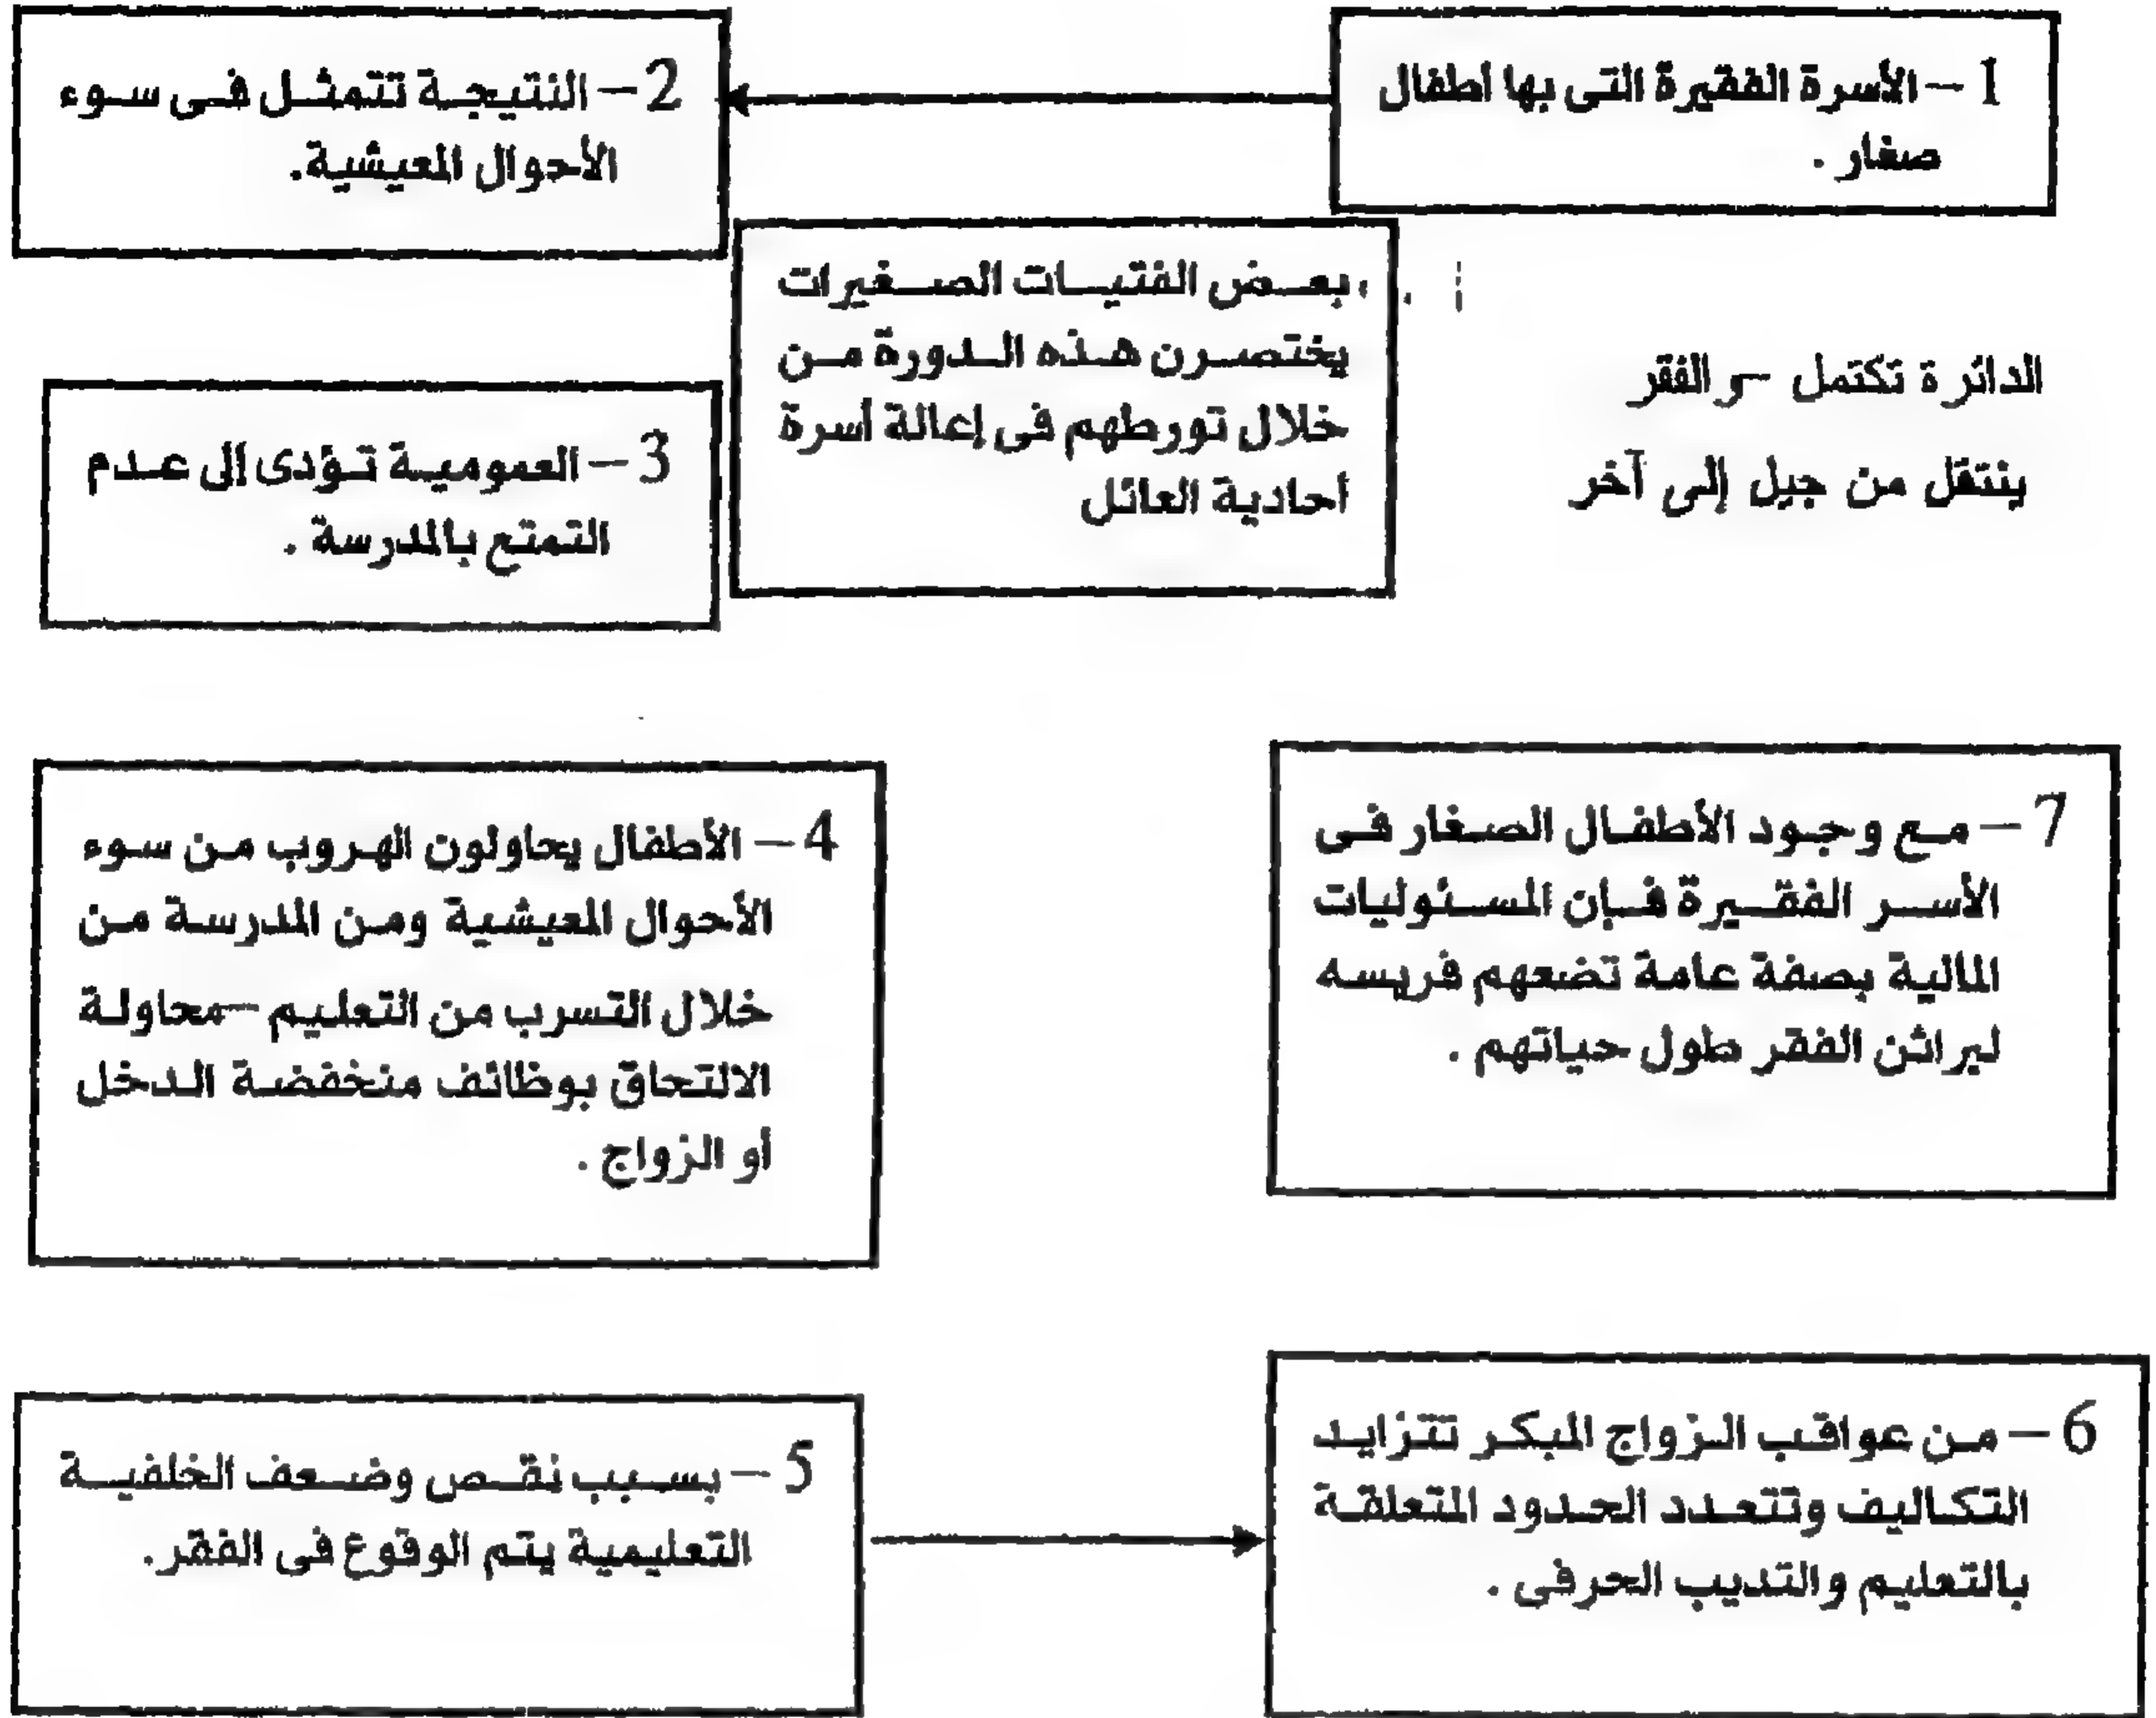 1 – الأسرة الفقيرة التى بها أطفال
صغار .
2 – النتيجة تتمثل فى سوء
الأحوال المعيشية.
، بعض الفتيات الصغيرات
يختصرن هذه الدورة من
خلال تورطهم فى إعالة أسرة
أحادية العائل
الدائر ة تكتمل – و الفقر
ينتقل من جيل إلى آخر
3 – العمومية تؤدى إلى عدم
التمتع بالمدرسة .
4 – الأطفال يحاولون الهروب من سوء
الأحوال المعيشية ومن المدرسة من
خلال التسرب من التعليم – محاولة
الالتحاق بوظائف منخفضة الدخل
أو الزواج .
7 – مع وجود الأطفال الصغار فى
الأسر الفقيرة فإن المسئوليات
المالية بصفة عامة تضعهم فريسه
لبراثن الفقر طول حياتهم .
5 – بسبب نقص وضعف الخلفية
التعليمية يتم الوقوع فى الفقر.
6 – من عواقب الزواج المبكر تتزايد
التكاليف وتتعدد الحدود المتعلقة
بالتعليم والتديب الحرفى .